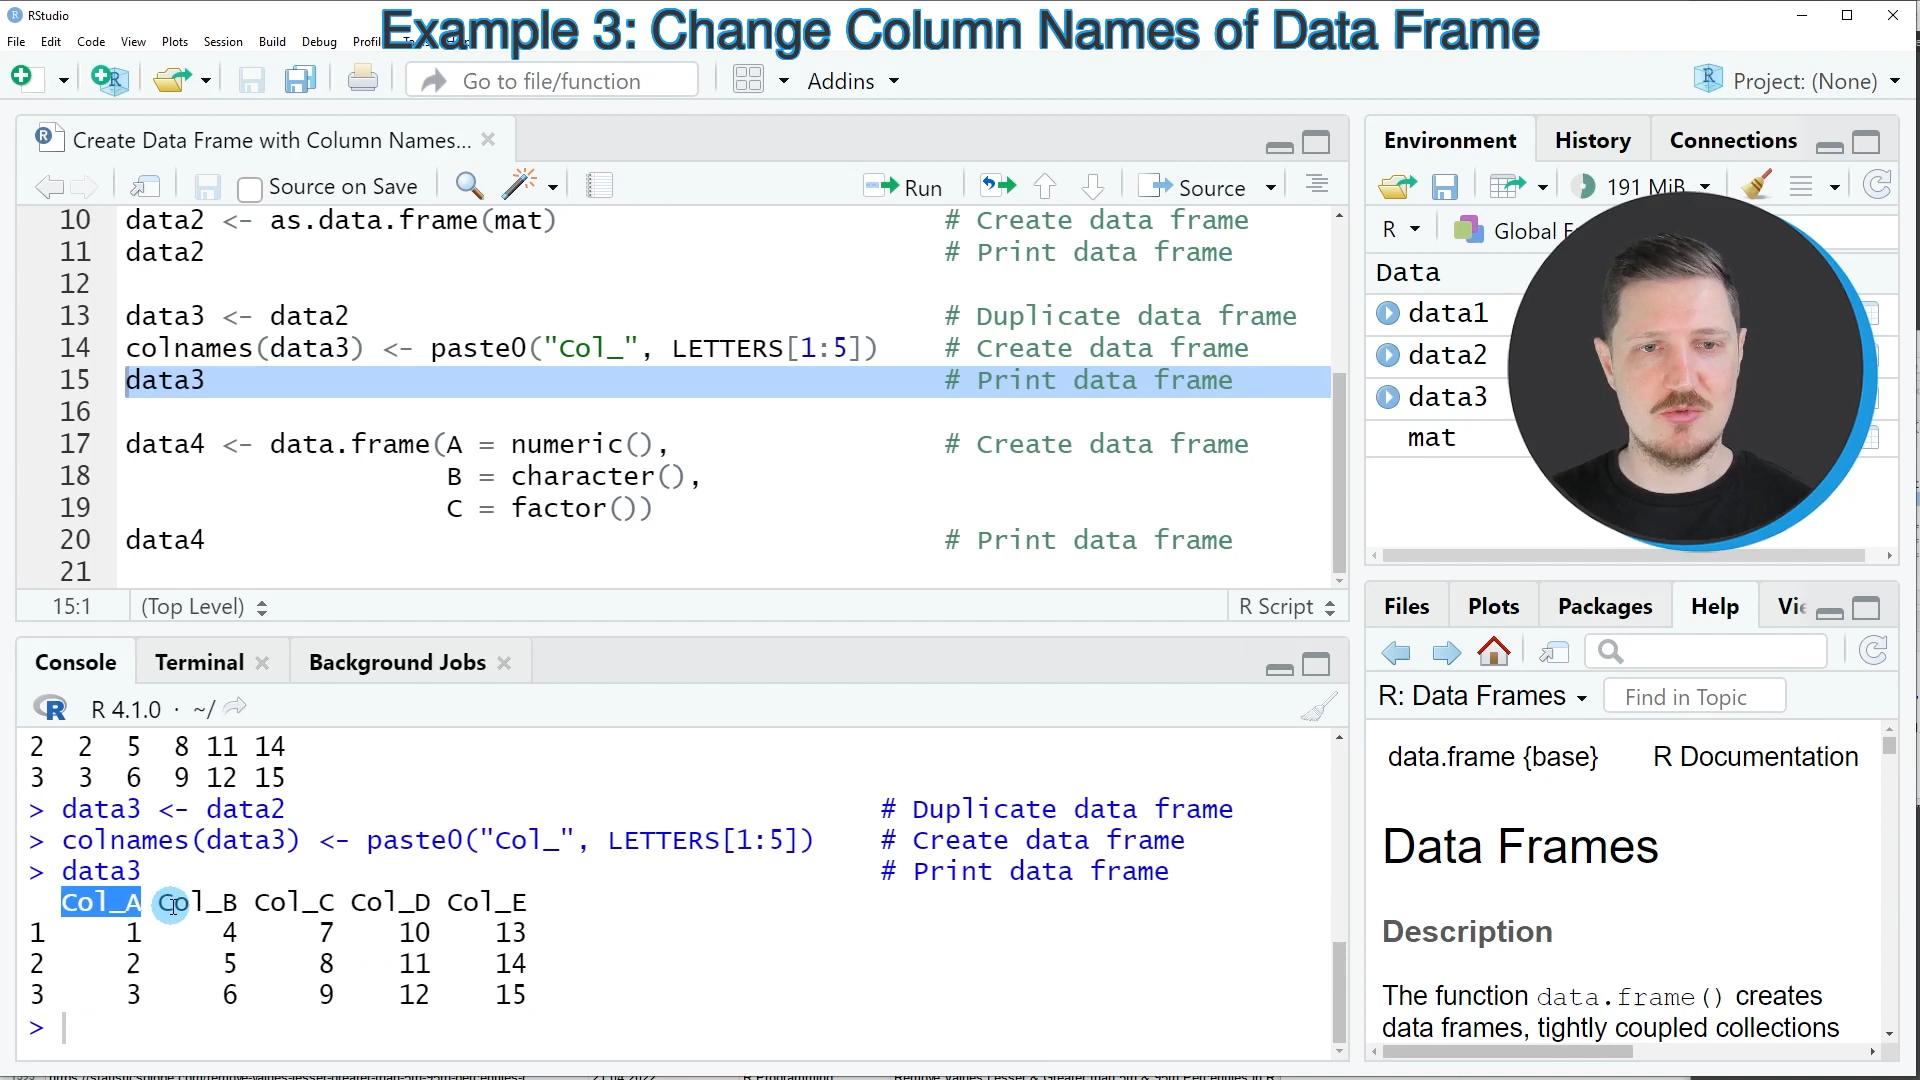 RStudio
Example 3: Change Column Names of Data Frame
File Edit Code View Plots Session Build Debug Profil
Go to file/function
Addins
Project: (None)
Create Data Frame with Column Names...
Source on Save
Run
Source
10 data2 <- as.data.frame(mat) # Create data frame
11 data2 # Print data frame
12
13 data3 <- data2 # Duplicate data frame
14 colnames(data3) <- paste0("Col_", LETTERS[1:5]) # Create data frame
15 data3 # Print data frame
16
17 data4 <- data.frame(A = numeric(), # Create data frame
18 B = character(),
19 C = factor())
20 data4 # Print data frame
21
15:1 (Top Level) R Script
Console Terminal Background Jobs
R 4.1.0 · ~/
2 2 5 8 11 14
3 3 6 9 12 15
> data3 <- data2 # Duplicate data frame
> colnames(data3) <- paste0("Col_", LETTERS[1:5]) # Create data frame
> data3 # Print data frame
Col_A Col_B Col_C Col_D Col_E
1 1 4 7 10 13
2 2 5 8 11 14
3 3 6 9 12 15
>
Environment History Connections
191 MiB
R Global
Data
data1
data2
data3
mat
Files Plots Packages Help
R: Data Frames Find in Topic
data.frame {base} R Documentation
Data Frames
Description
The function data.frame() creates
data frames, tightly coupled collections